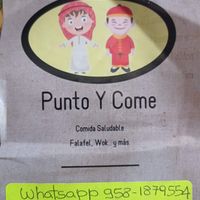 Punto Y Come
Comida Saludable
Falafel, Wok.. y más
Whatsapp 958-1879554